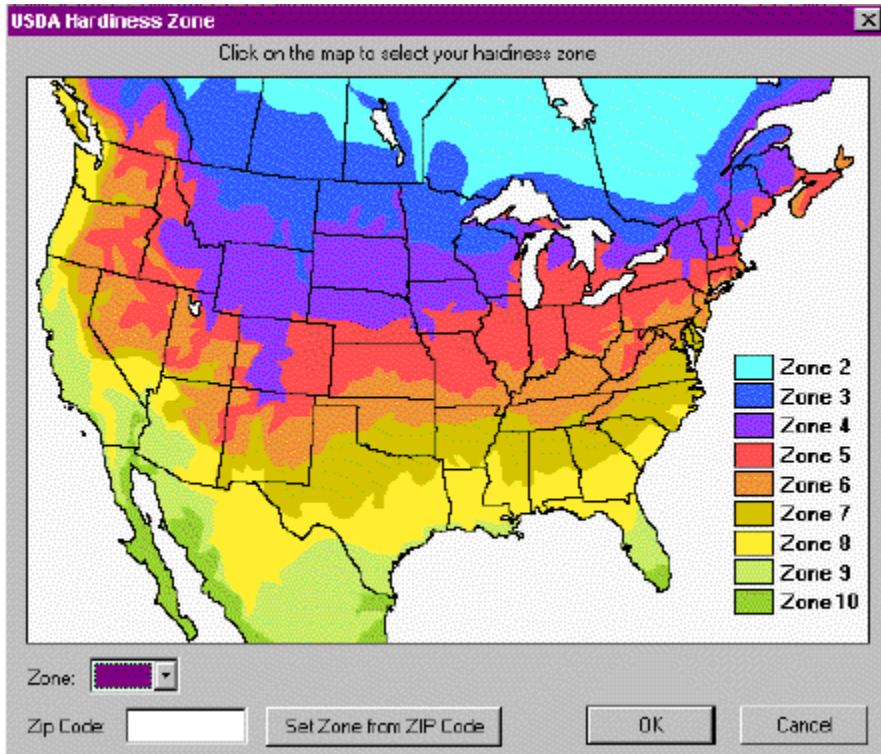 USDA Hardiness Zone
Click on the map to select your hardiness zone
Zone 2
Zone 3
Zone 4
Zone 5
Zone 6
Zone 7
Zone 8
Zone 9
Zone 10
Zone:
Zip Code:
Set Zone from ZIP Code
OK
Cancel